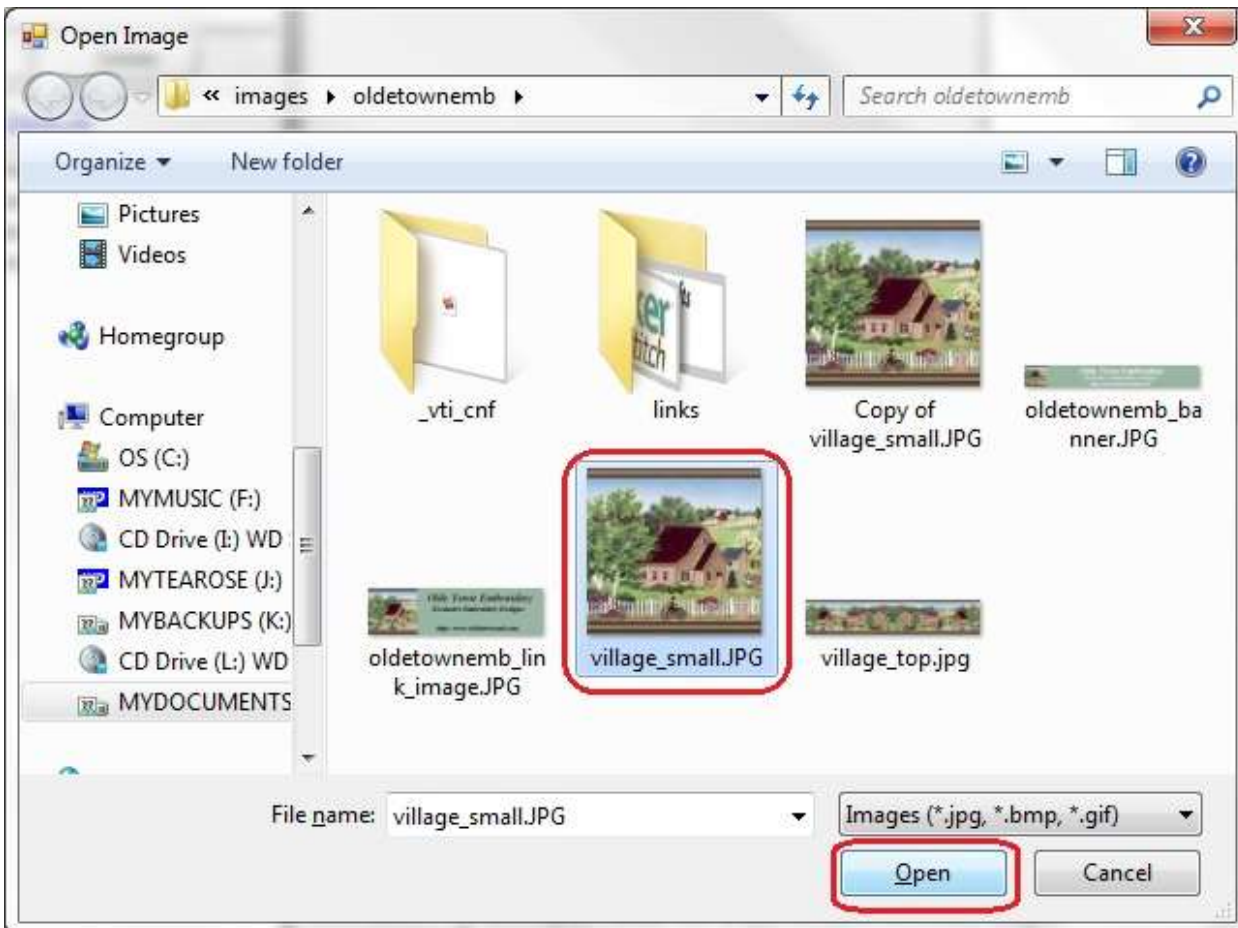 Open Image
« images ▸ oldetownemb ▸
Search oldetownemb
Organize
New folder
Pictures
Videos
Homegroup
Computer
OS (C:)
MYMUSIC (F:)
CD Drive (I:) WD
MYTEAROSE (J:)
MYBACKUPS (K:)
CD Drive (L:) WD
MYDOCUMENTS
_vti_cnf
links
Copy of
village_small.JPG
oldetownemb_ba
nner.JPG
oldetownemb_lin
k_image.JPG
village_small.JPG
village_top.jpg
File name:
village_small.JPG
Images (*.jpg, *.bmp, *.gif)
Open
Cancel